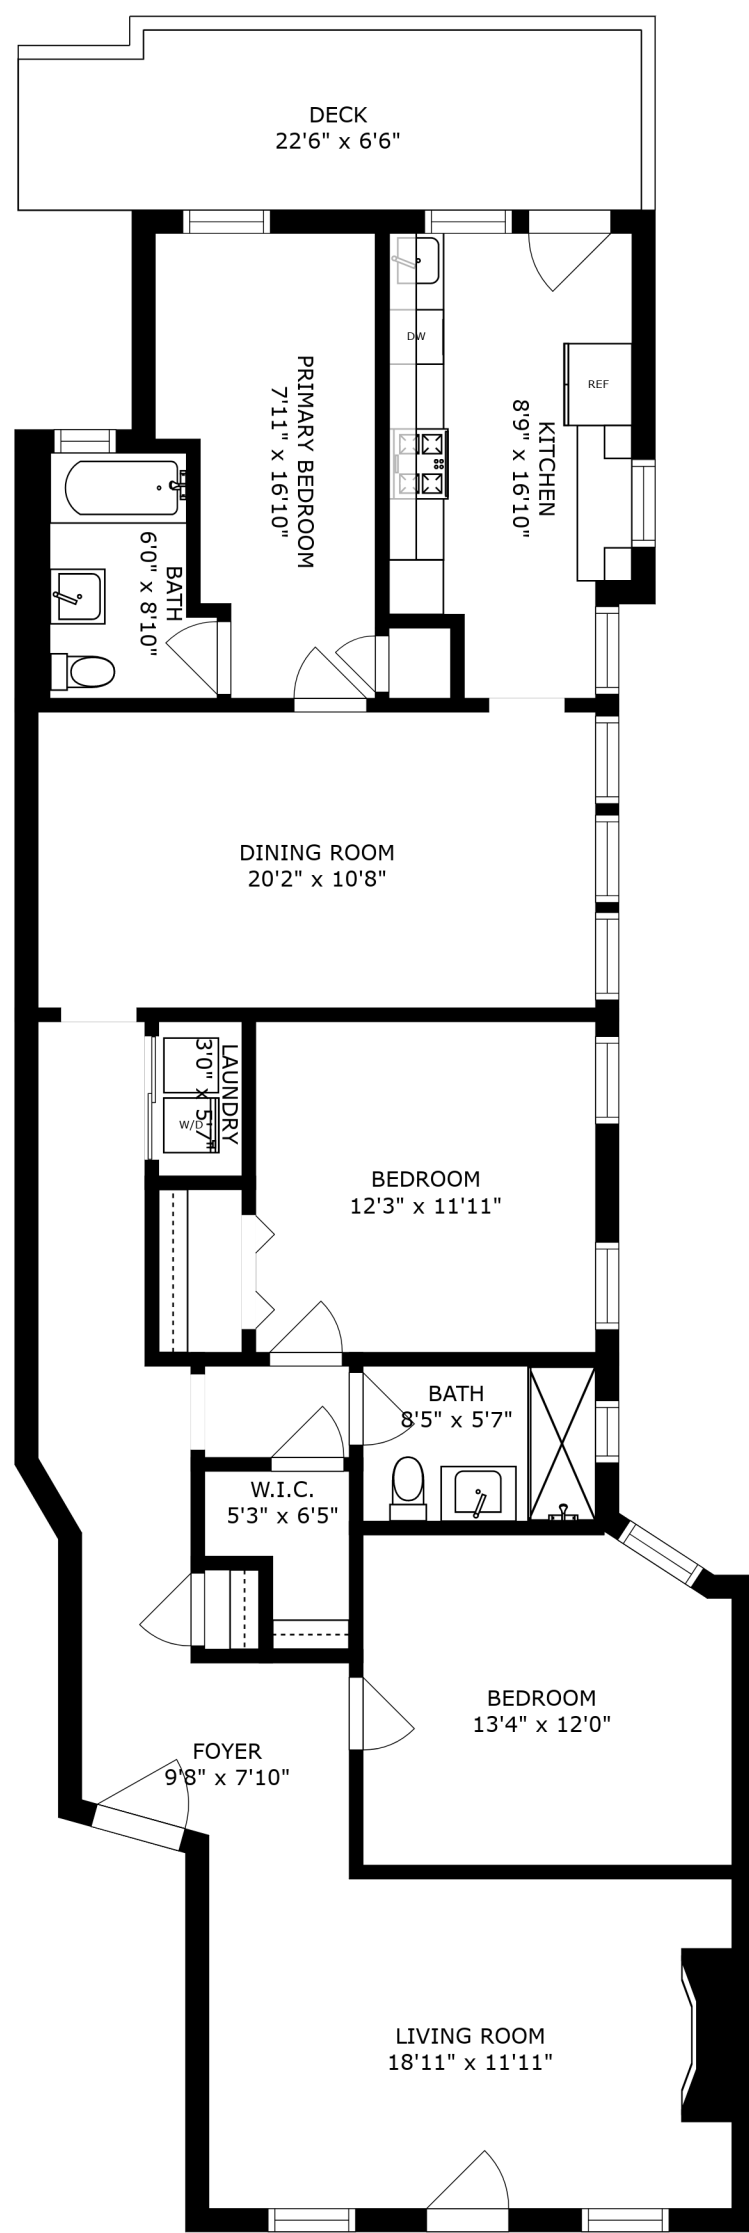 DECK
22'6" x 6'6"
DW
REF
PRIMARY BEDROOM
7'11" x 16'10"
KITCHEN
8'9" x 16'10"
BATH
6'0" x 8'10"
DINING ROOM
20'2" x 10'8"
LAUNDRY
3'0" x 5'7"
W/D
BEDROOM
12'3" x 11'11"
BATH
8'5" x 5'7"
W.I.C.
5'3" x 6'5"
BEDROOM
13'4" x 12'0"
FOYER
9'8" x 7'10"
LIVING ROOM
18'11" x 11'11"